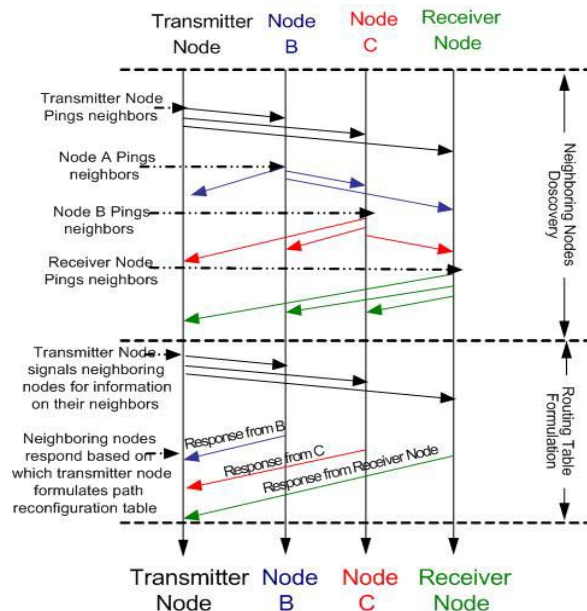 Transmitter
Node
Node
B
Node
C
Receiver
Node
Transmitter Node
Pings neighbors
Node A Pings
neighbors
Node B Pings
neighbors
Receiver Node
Pings neighbors
Neighboring Nodes
Doscovery
Transmitter Node
signals neighboring
nodes for information
on their neighbors
Neighboring nodes
respond based on
which transmitter node
formulates path
reconfiguration table
Response from B
Response from C
Response from Receiver Node
Routing Table
Formulation
Transmitter
Node
Node
B
Node
C
Receiver
Node